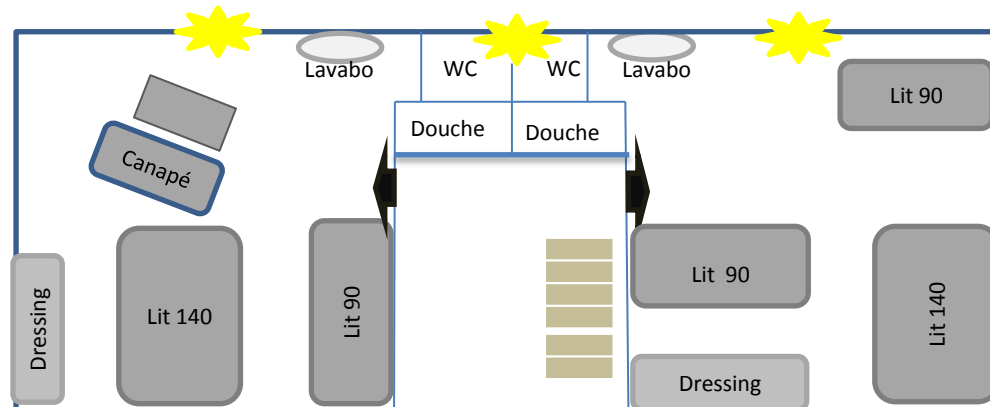 Lavabo
WC
WC
Lavabo
Lit 90
Douche
Douche
Canapé
Dressing
Lit 140
Lit 90
Lit 90
Lit 140
Dressing